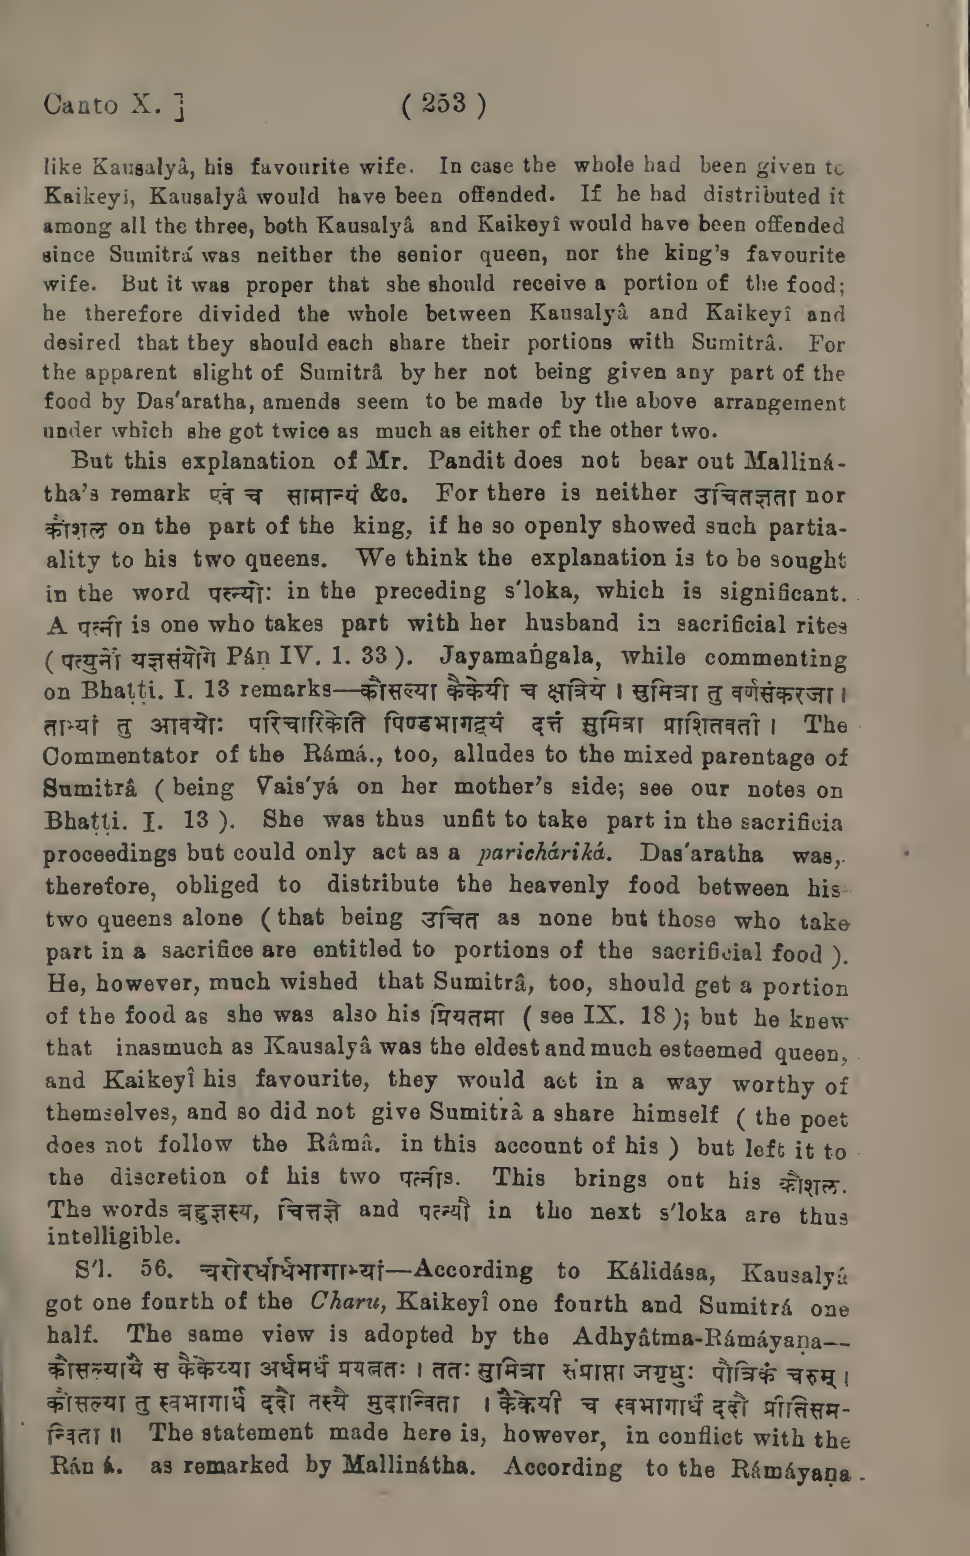 Canto X. ] ( 253 )
like Kausalyâ, his favourite wife. In case the whole had been given to
Kaikeyi, Kausalyâ would have been offended. If he had distributed it
among all the three, both Kausalyâ and Kaikeyî would have been offended
since Sumitrá was neither the senior queen, nor the king's favourite
wife. But it was proper that she should receive a portion of the food;
he therefore divided the whole between Kausalyâ and Kaikeyî and
desired that they should each share their portions with Sumitrâ. For
the apparent slight of Sumitrâ by her not being given any part of the
food by Das'aratha, amends seem to be made by the above arrangement
under which she got twice as much as either of the other two.
But this explanation of Mr. Pandit does not bear out Malliná-
tha's remark एवं च सामान्यं &c. For there is neither उचितज्ञता nor
कौशल on the part of the king, if he so openly showed such partia-
ality to his two queens. We think the explanation is to be sought
in the word पत्न्योः in the preceding s'loka, which is significant.
A पत्नी is one who takes part with her husband in sacrificial rites
( पत्युर्नो यज्ञसंयोगे Páṇ IV. 1. 33 ). Jayamaṅgala, while commenting
on Bhaṭṭi. I. 13 remarks—कौसल्या कैकेयी च क्षत्रिये । सुमित्रा तु वर्णसंकरजा ।
ताभ्यां तु आवयोः परिचारिकेति पिण्डभागद्वयं दत्तं सुमित्रा प्राशितवती । The
Commentator of the Rámá., too, alludes to the mixed parentage of
Sumitrâ ( being Vais'yá on her mother's side; see our notes on
Bhaṭṭi. I. 13 ). She was thus unfit to take part in the sacrificia
proceedings but could only act as a parichárikâ. Das'aratha was,
therefore, obliged to distribute the heavenly food between his
two queens alone ( that being उचित as none but those who take
part in a sacrifice are entitled to portions of the sacrificial food ).
He, however, much wished that Sumitrâ, too, should get a portion
of the food as she was also his प्रियतमा ( see IX. 18 ); but he knew
that inasmuch as Kausalyâ was the eldest and much esteemed queen,
and Kaikeyî his favourite, they would act in a way worthy of
themselves, and so did not give Sumitrâ a share himself ( the poet
does not follow the Râmâ. in this account of his ) but left it to
the discretion of his two पत्नीs. This brings out his कौशल.
The words बहुज्ञस्य, चित्तज्ञे and पत्न्यौ in the next s'loka are thus
intelligible.
S'l. 56. चरोरर्धार्धभागाभ्यां—According to Kálidása, Kausalyâ
got one fourth of the Charu, Kaikeyî one fourth and Sumitrá one
half. The same view is adopted by the Adhyâtma-Rámáyaṇa--
कौसल्यायै स कैकेय्या अर्धमर्धं प्रयत्नतः । ततः सुमित्रा संप्राप्ता जगृध्नुः पौत्रिकं चरुम् ।
कौसल्या तु स्वभागार्धं ददौ तस्यै मुदान्विता । कैकेयी च स्वभागार्धं ददौ प्रीतिसम-
न्विता ॥ The statement made here is, however, in conflict with the
Rám á. as remarked by Mallinátha. According to the Rámáyaṇa